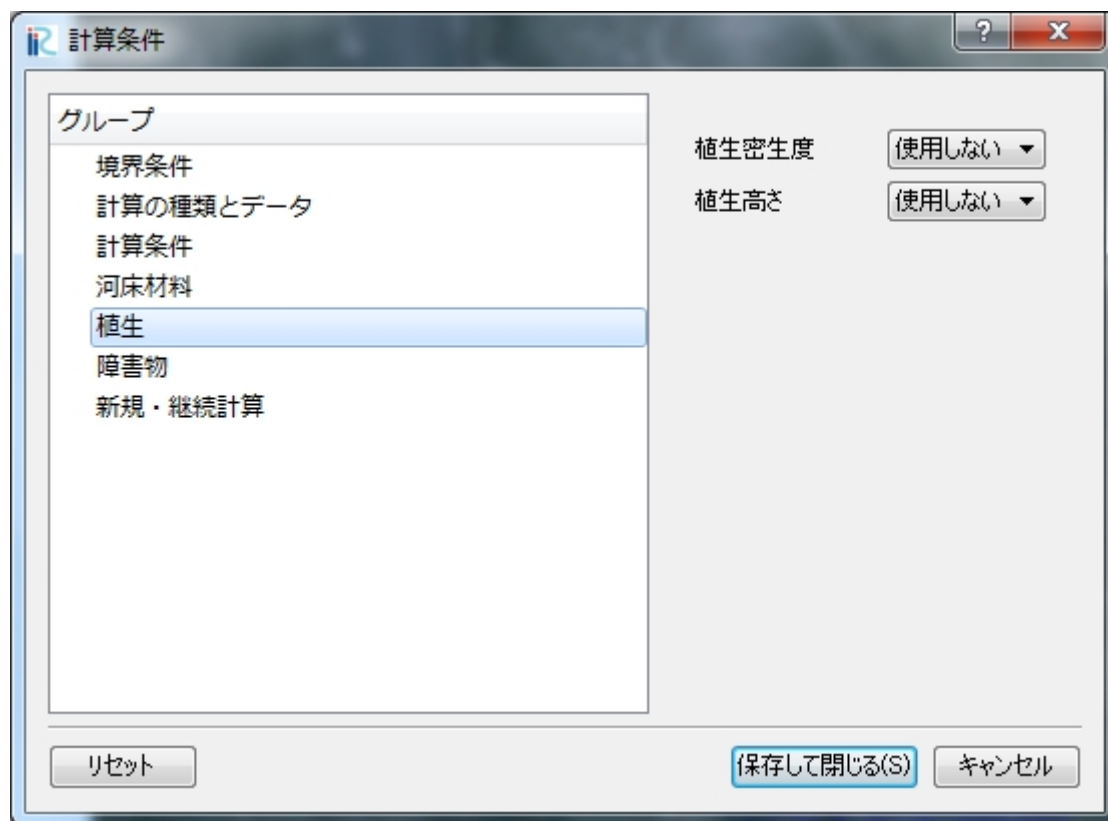 iRC 計算条件
グループ
境界条件
計算の種類とデータ
計算条件
河床材料
植生
障害物
新規・継続計算
植生密生度 使用しない
植生高さ 使用しない
リセット 保存して閉じる(S) キャンセル